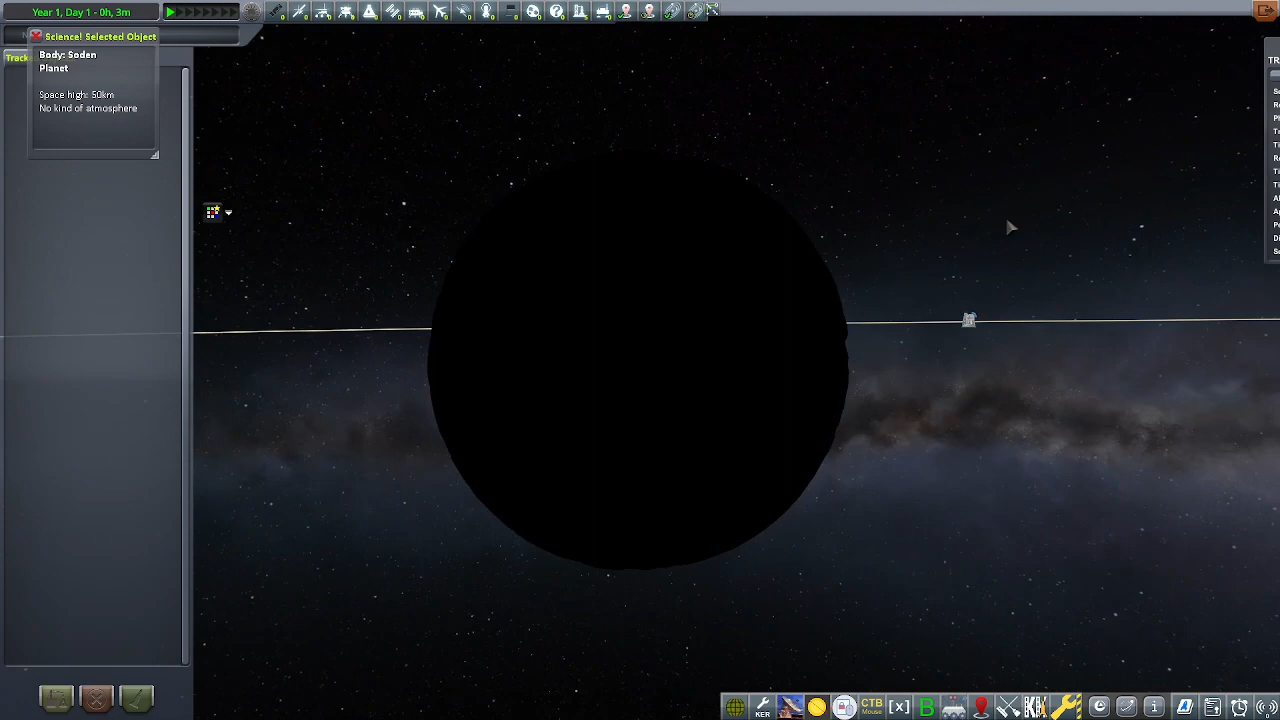 Year 1, Day 1 - 0h, 3m
Science! Selected Object
Track
Body: Soden
Planet
Space high: 50km
No kind of atmosphere
TR
KER
CTB
Mouse
[x]
B